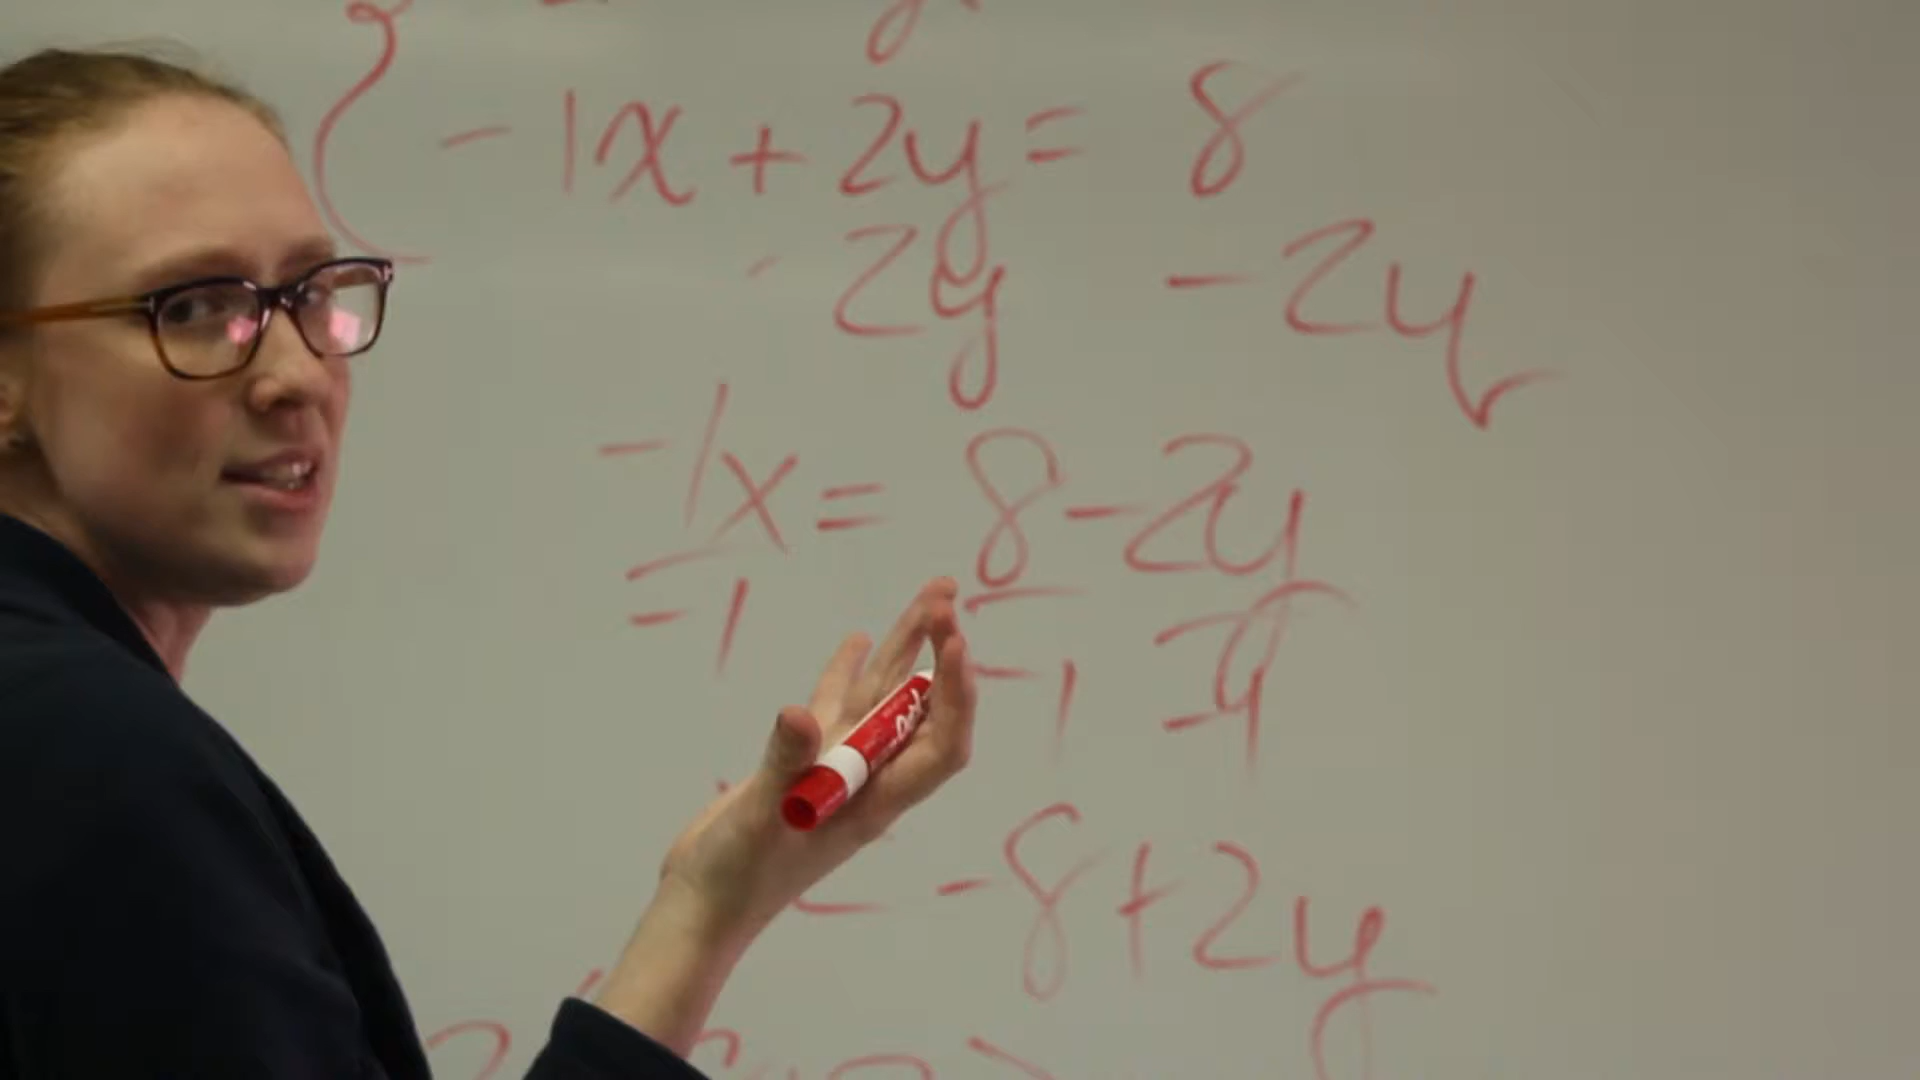 -1x + 2y = 8
- 2y - 2y
-1x = 8 - 2y
-1 -1 -1
-8 + 2y